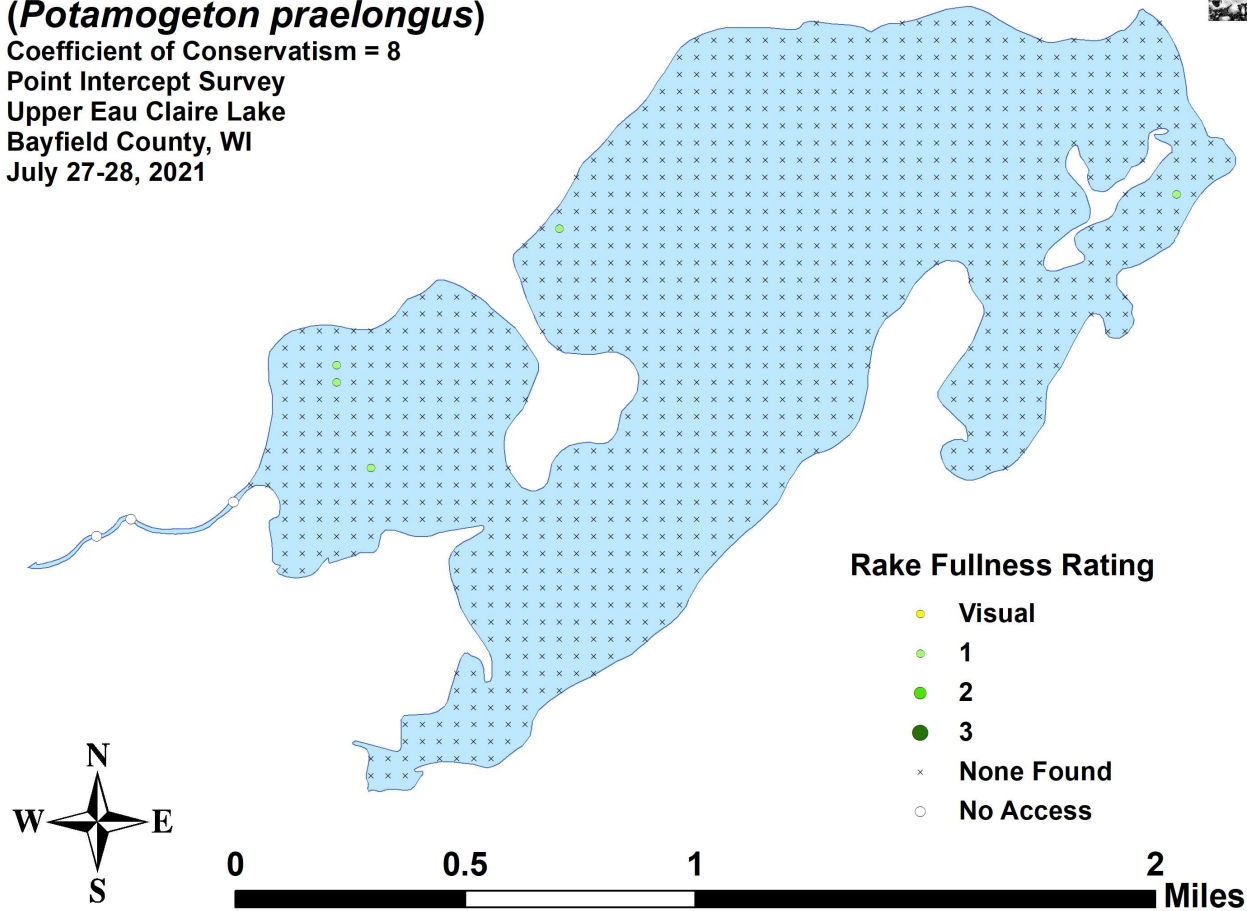 (Potamogeton praelongus)
Coefficient of Conservatism = 8
Point Intercept Survey
Upper Eau Claire Lake
Bayfield County, WI
July 27-28, 2021
Rake Fullness Rating
Visual
1
2
3
None Found
No Access
N
W E
S
0 0.5 1 2
Miles